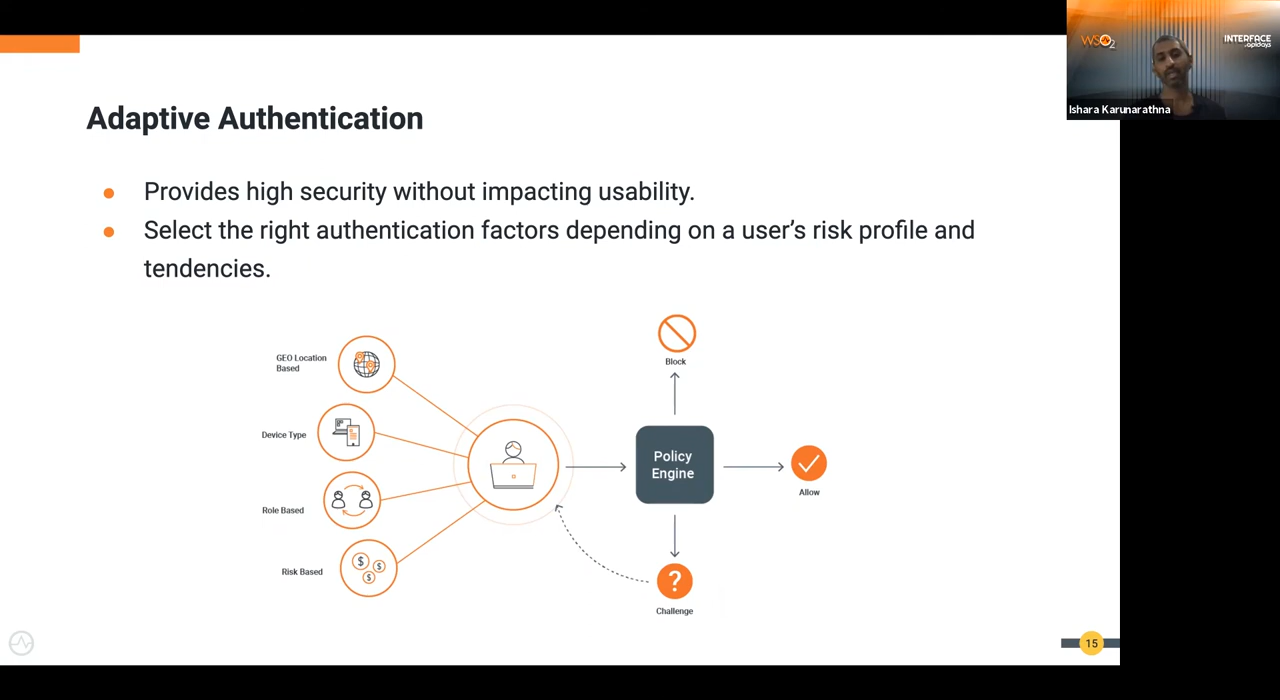 WSO2
INTERFACE
apidays
Ishara Karunarathna
Adaptive Authentication
Provides high security without impacting usability.
Select the right authentication factors depending on a user’s risk profile and
tendencies.
GEO Location
Based
Device Type
Role Based
Risk Based
$
$
$
Block
Policy
Engine
Allow
?
Challenge
15